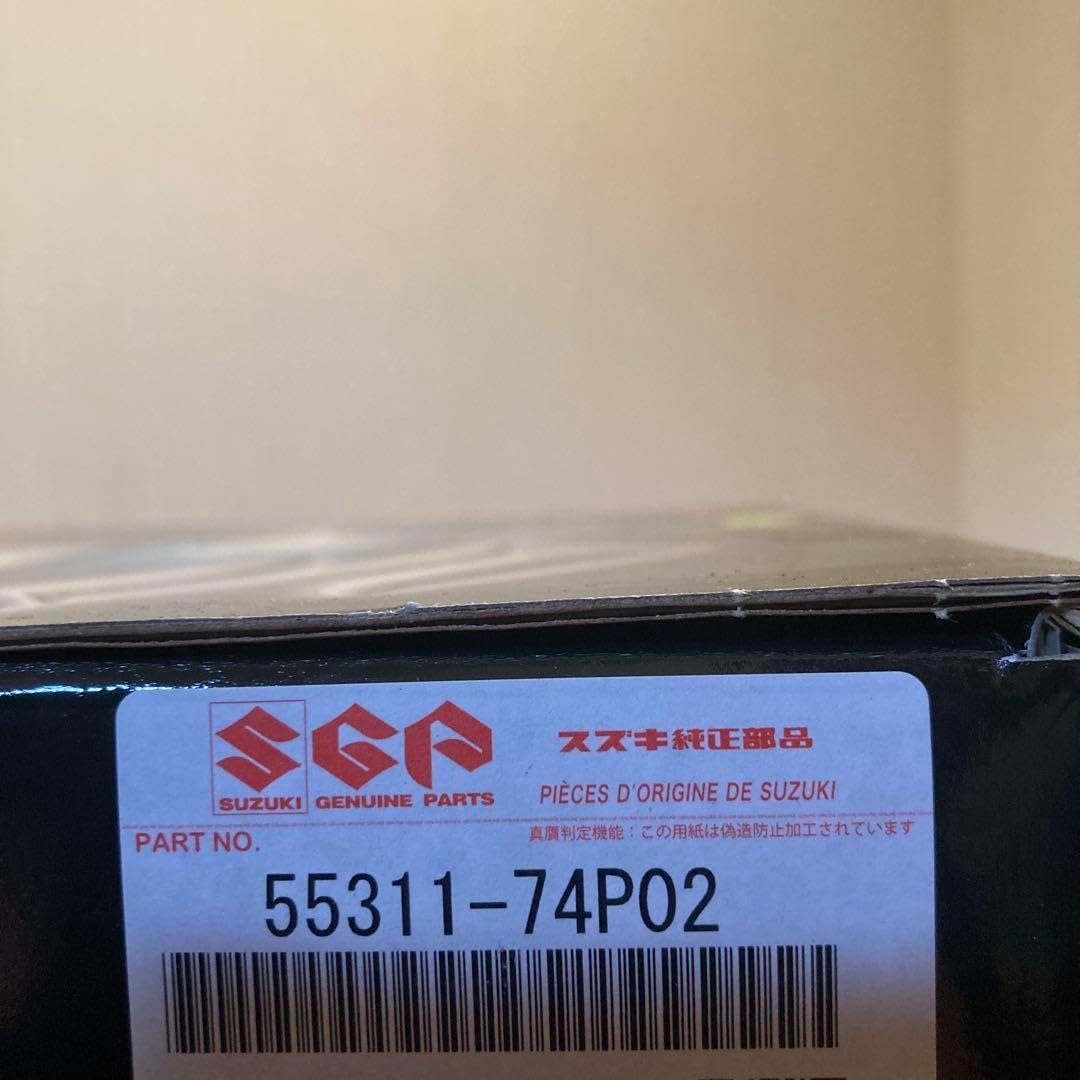 SGP
SUZUKI GENUINE PARTS
スズキ純正部品
PIÈCES D'ORIGINE DE SUZUKI
PART NO.
真贋判定機能：この用紙は偽造防止加工されています
55311-74P02